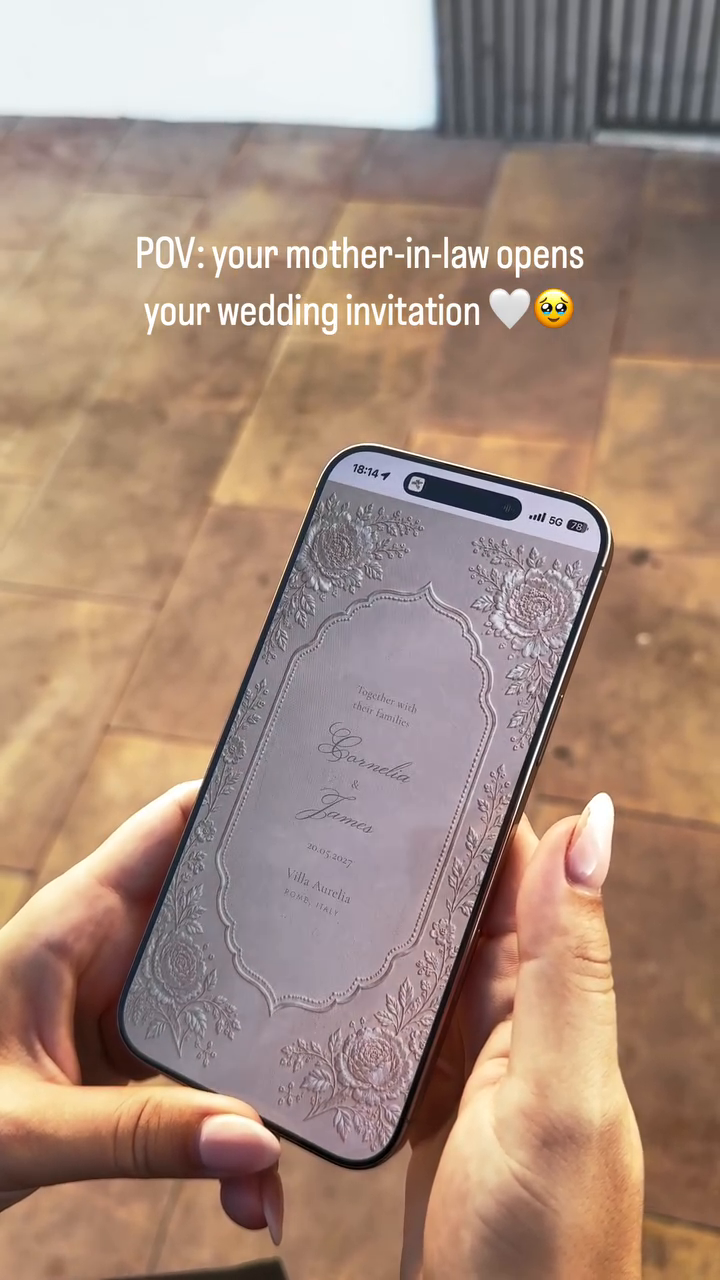 POV: your mother-in-law opens
your wedding invitation 🤍🥹
18:14
5G 78
Together with
their families
Cornelia
&
James
20.05.2027
Villa Aurelia
ROME, ITALY